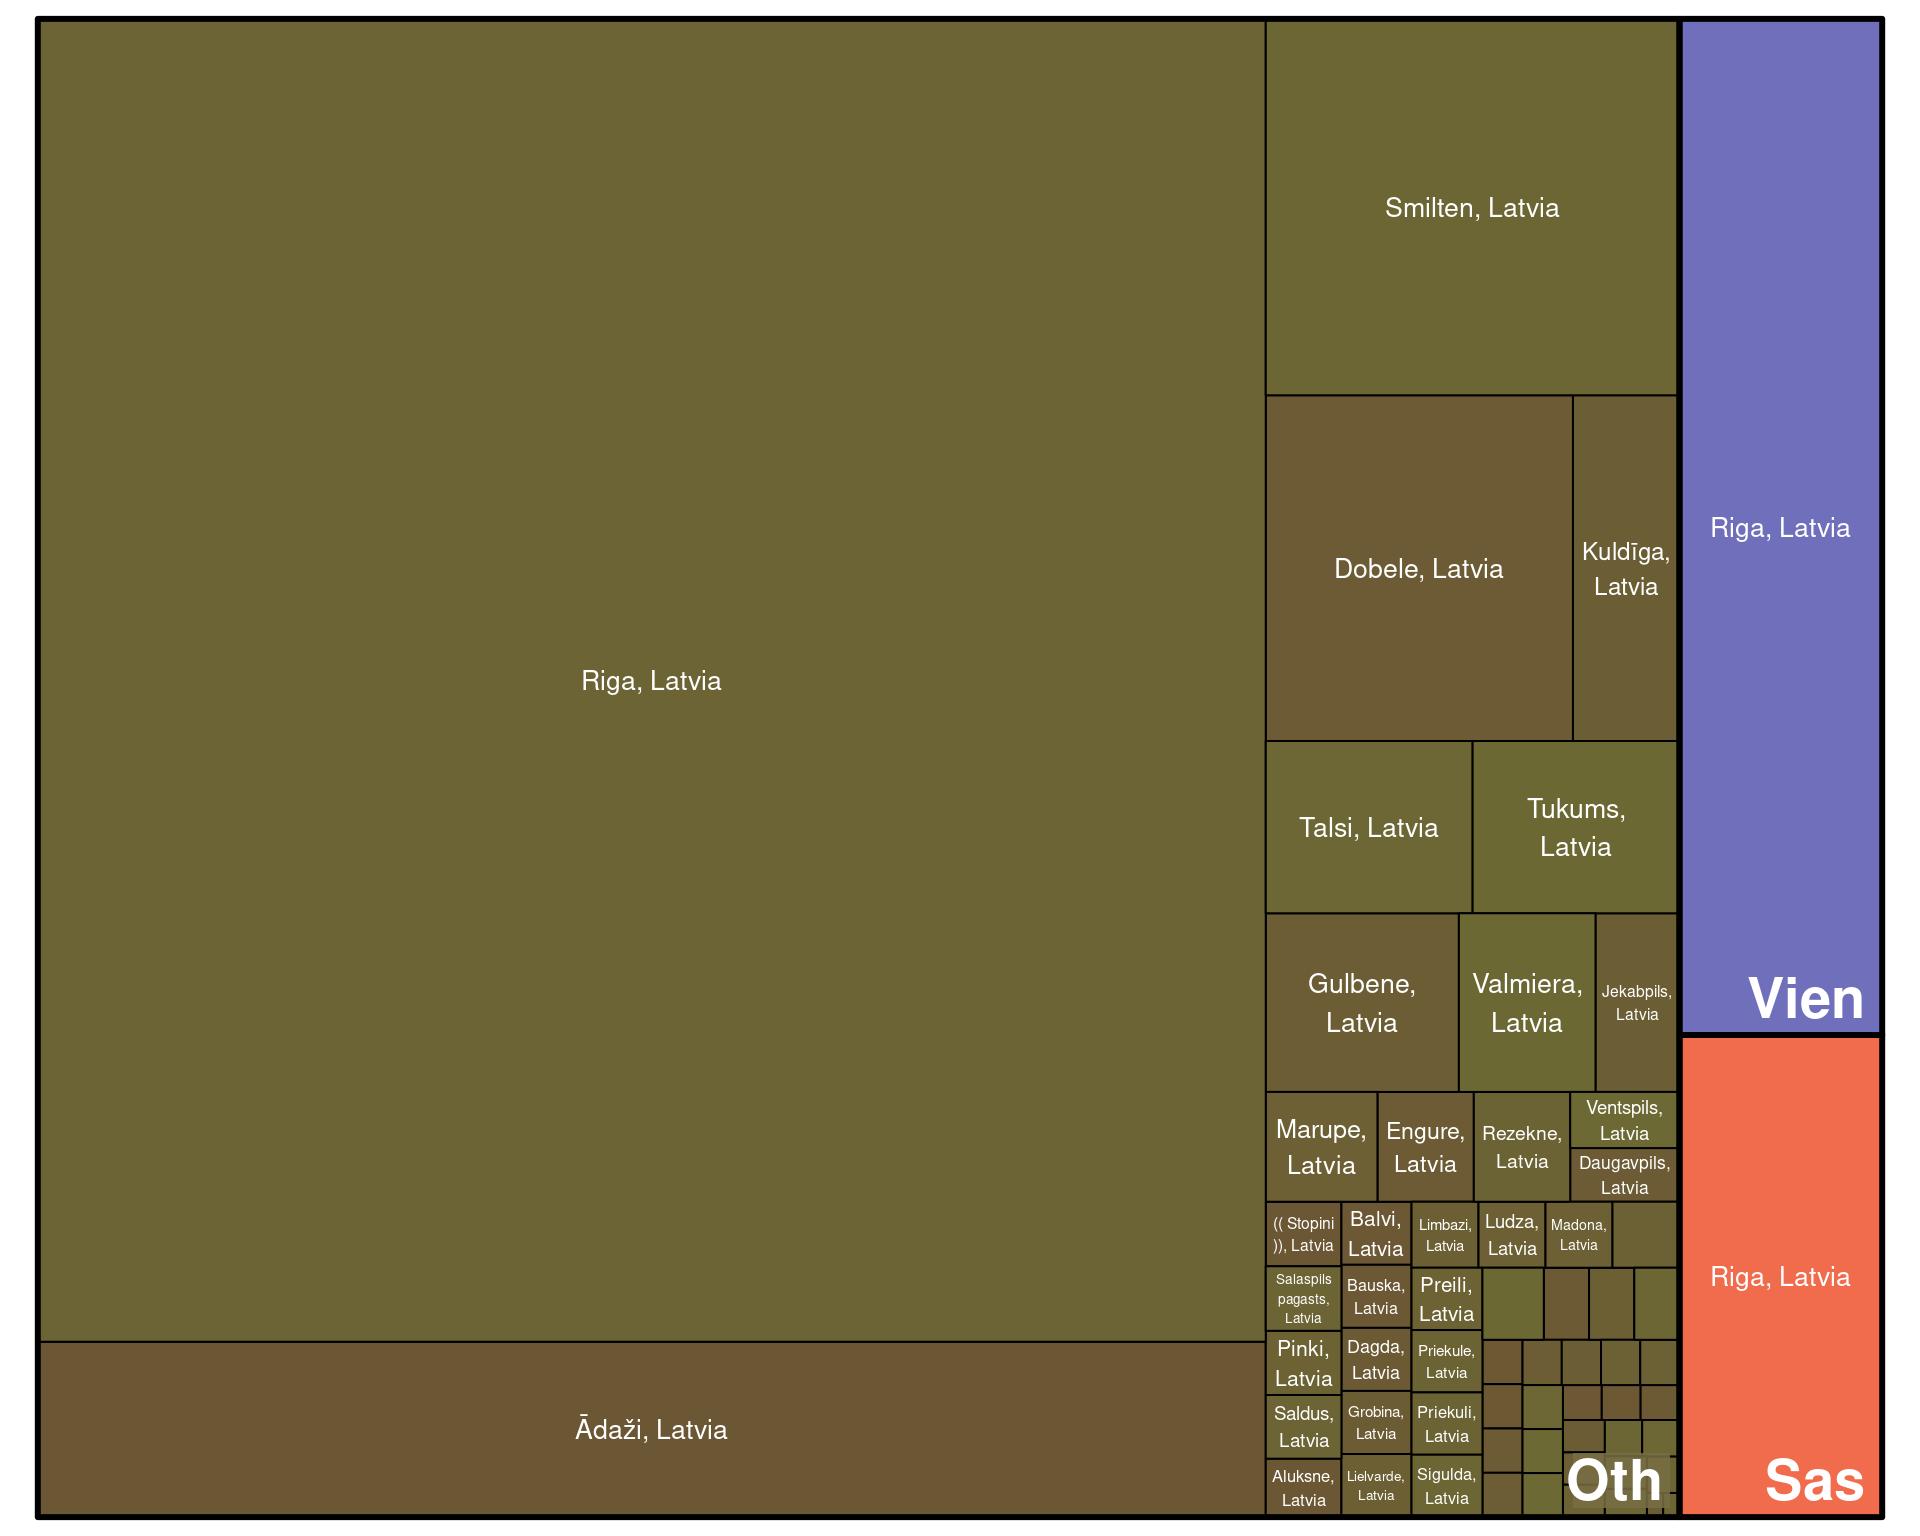 Riga, Latvia
Ādaži, Latvia
Smilten, Latvia
Dobele, Latvia
Kuldīga,
Latvia
Talsi, Latvia
Tukums,
Latvia
Gulbene,
Latvia
Valmiera,
Latvia
Jekabpils,
Latvia
Marupe,
Latvia
Engure,
Latvia
Rezekne,
Latvia
Ventspils,
Latvia
Daugavpils,
Latvia
(( Stopini
)), Latvia
Salaspils
pagasts,
Latvia
Pinki,
Latvia
Saldus,
Latvia
Aluksne,
Latvia
Balvi,
Latvia
Bauska,
Latvia
Dagda,
Latvia
Grobina,
Latvia
Lielvarde,
Latvia
Limbazi,
Latvia
Ludza,
Latvia
Madona,
Latvia
Preili,
Latvia
Priekule,
Latvia
Priekuli,
Latvia
Sigulda,
Latvia
Oth
Riga, Latvia
Vien
Riga, Latvia
Sas